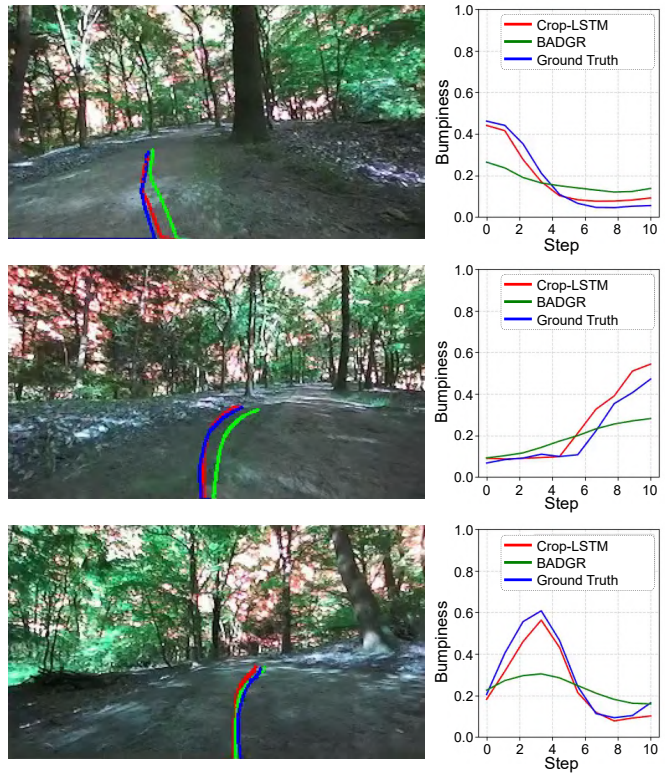 1.0
0.8
0.6
0.4
0.2
0.0
Bumpiness
Crop-LSTM
BADGR
Ground Truth
0 2 4 6 8 10
Step
1.0
0.8
0.6
0.4
0.2
0.0
Bumpiness
Crop-LSTM
BADGR
Ground Truth
0 2 4 6 8 10
Step
1.0
0.8
0.6
0.4
0.2
0.0
Bumpiness
Crop-LSTM
BADGR
Ground Truth
0 2 4 6 8 10
Step